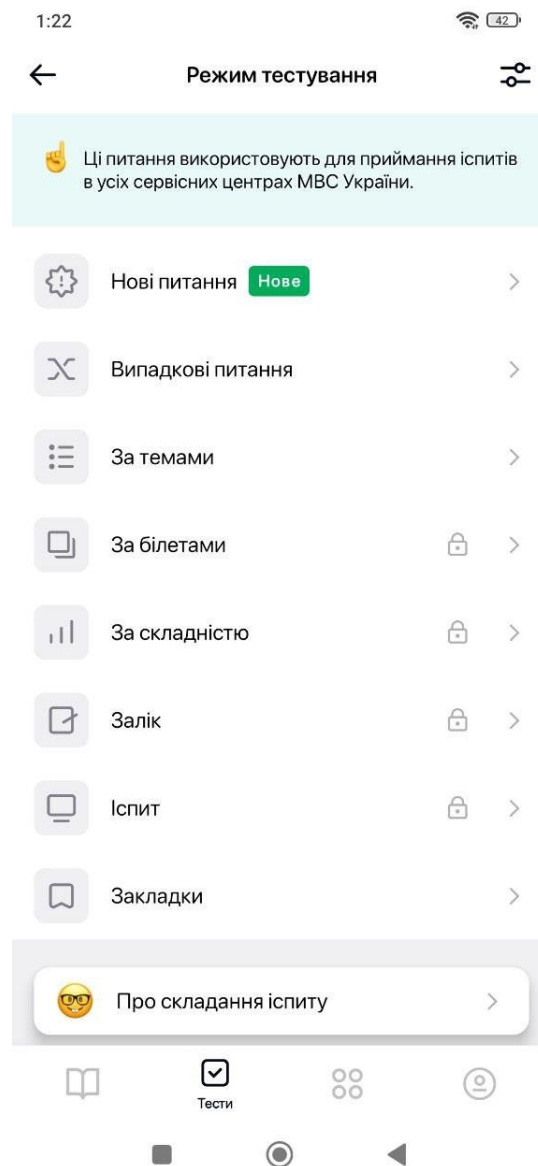 1:22
42
Режим тестування
Ці питання використовують для приймання іспитів
в усіх сервісних центрах МВС України.
Нові питання Нове
Випадкові питання
За темами
За білетами
За складністю
Залік
Іспит
Закладки
Про складання іспиту
Тести